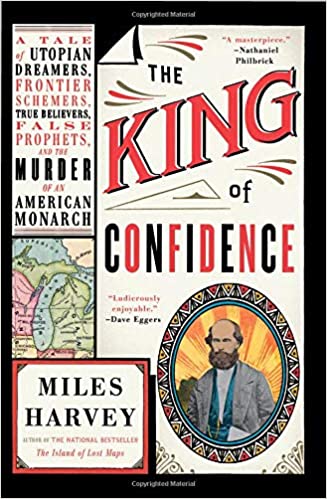 A TALE
of UTOPIAN
DREAMERS,
FRONTIER
SCHEMERS,
TRUE BELIEVERS,
FALSE
PROPHETS,
AND THE
MURDER
OF AN
AMERICAN
MONARCH
"A masterpiece."
–Nathaniel
Philbrick
THE
KING
of
CONFIDENCE
"Ludicrously
enjoyable."
–Dave Eggers
MILES
HARVEY
AUTHOR OF THE NATIONAL BESTSELLER
The Island of Lost Maps